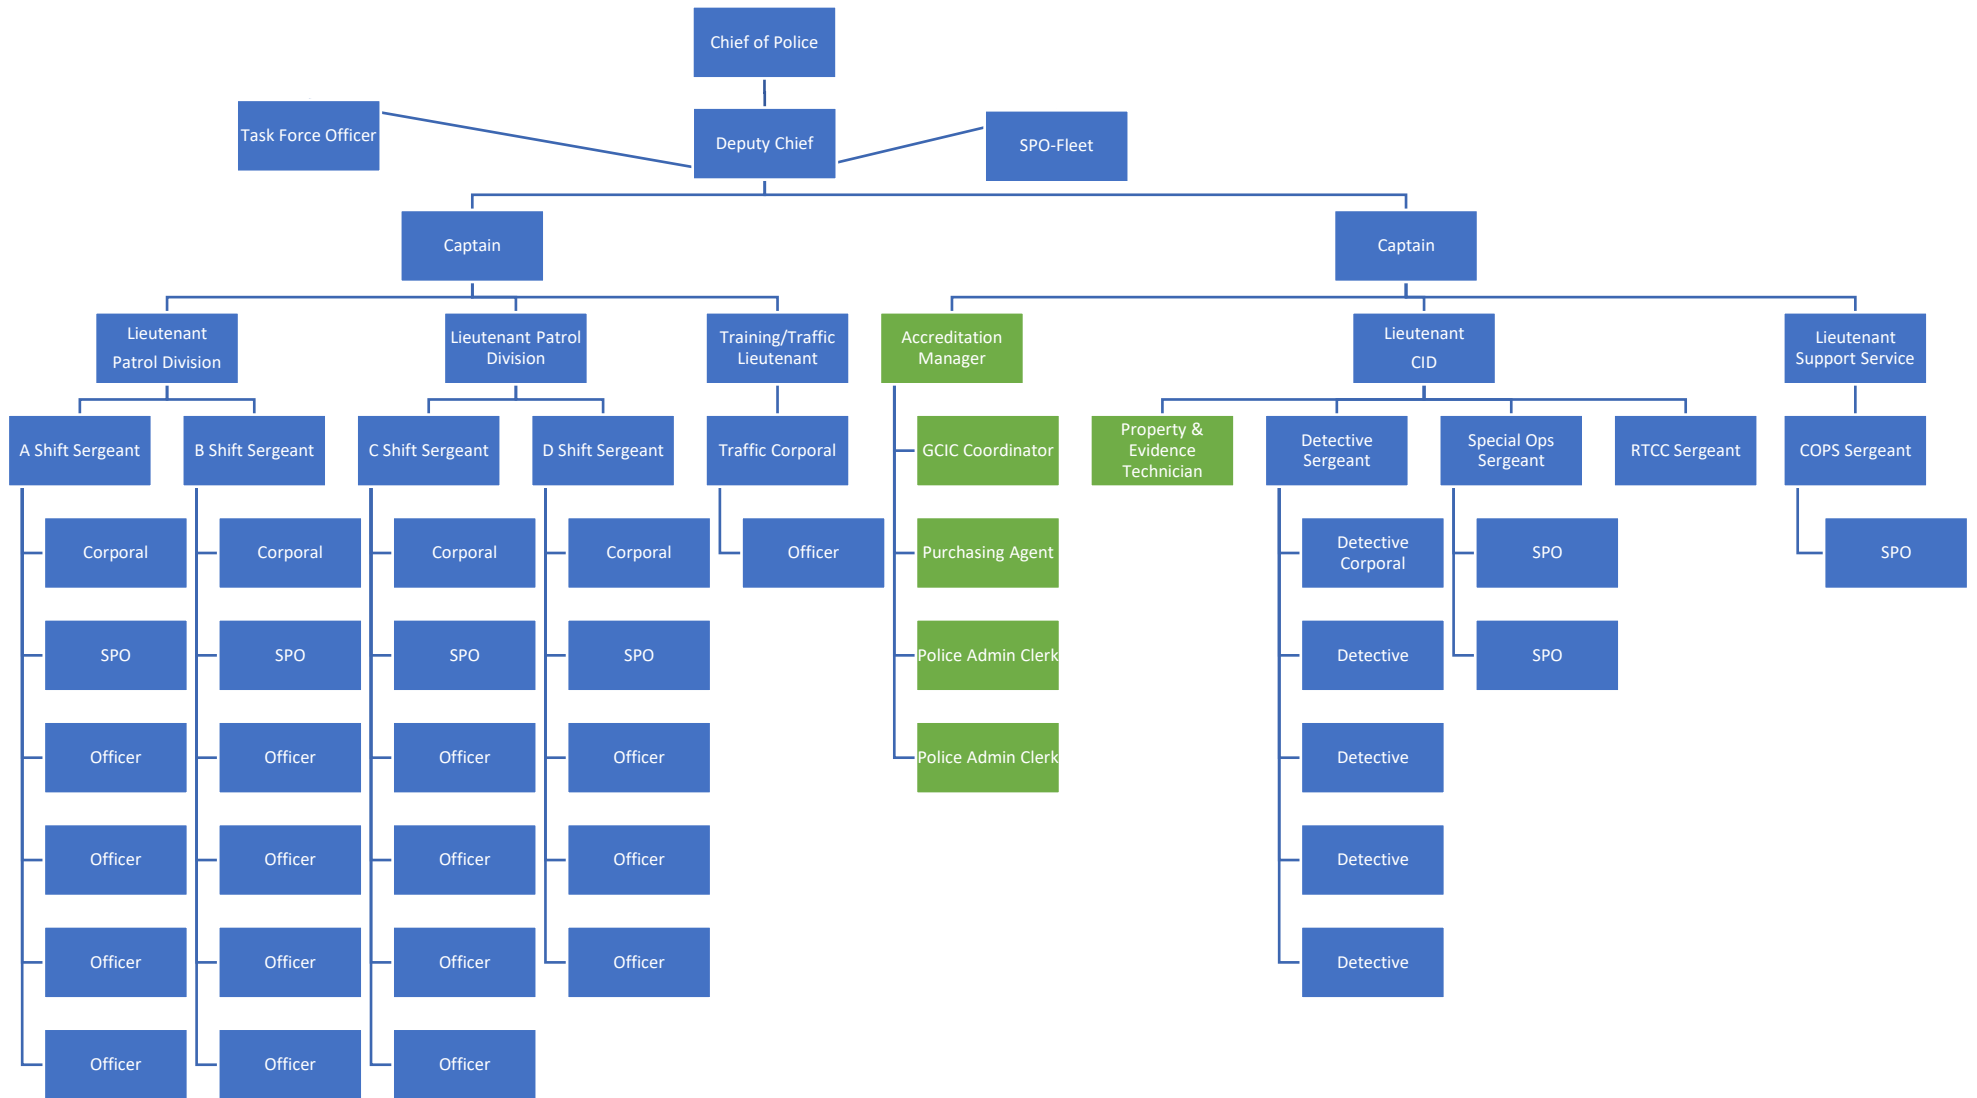 Chief of Police
Task Force Officer
Deputy Chief
SPO-Fleet
Captain
Captain
Lieutenant
Patrol Division
Lieutenant Patrol
Division
Training/Traffic
Lieutenant
Accreditation
Manager
Lieutenant
CID
Lieutenant
Support Service
A Shift Sergeant
B Shift Sergeant
C Shift Sergeant
D Shift Sergeant
Traffic Corporal
GCIC Coordinator
Property &
Evidence
Technician
Detective
Sergeant
Special Ops
Sergeant
RTCC Sergeant
COPS Sergeant
Corporal
Corporal
Corporal
Corporal
Officer
Purchasing Agent
Detective
Corporal
SPO
SPO
SPO
SPO
SPO
SPO
Police Admin Clerk
Detective
SPO
Officer
Officer
Officer
Officer
Police Admin Clerk
Detective
Officer
Officer
Officer
Officer
Detective
Officer
Officer
Officer
Officer
Detective
Officer
Officer
Officer